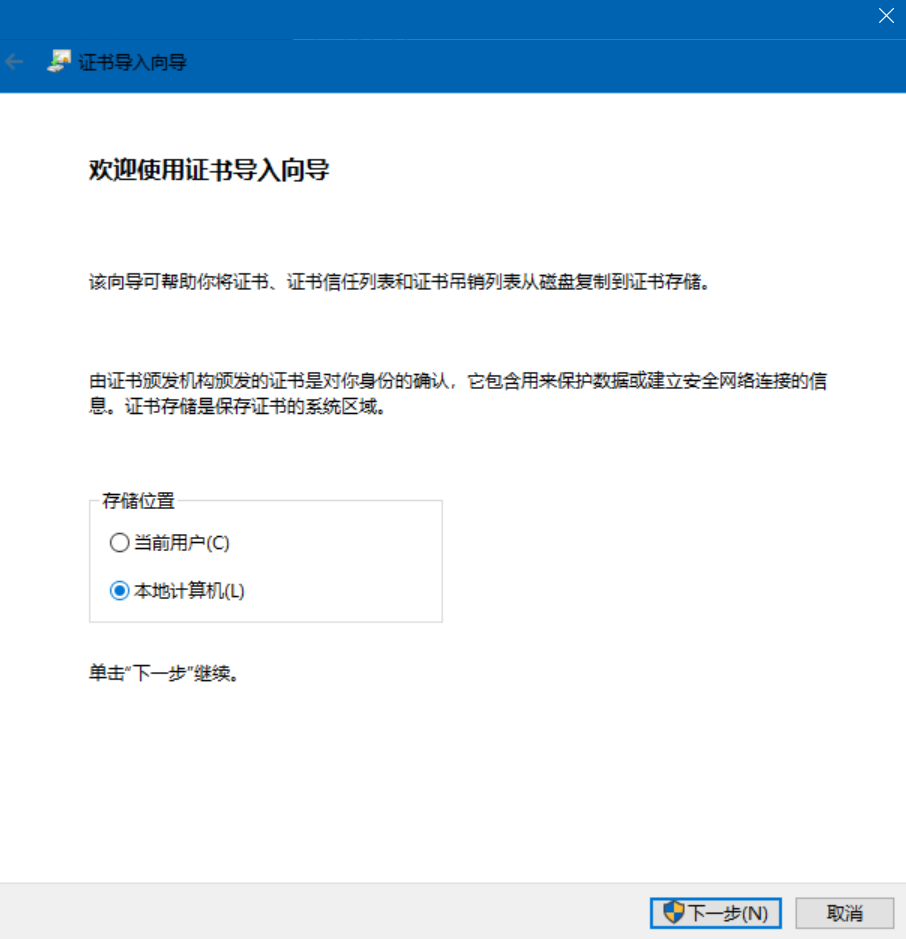 证书导入向导
欢迎使用证书导入向导
该向导可帮助你将证书、证书信任列表和证书吊销列表从磁盘复制到证书存储。
由证书颁发机构颁发的证书是对你身份的确认，它包含用来保护数据或建立安全网络连接的信
息。证书存储是保存证书的系统区域。
存储位置
当前用户(C)
本地计算机(L)
单击“下一步”继续。
下一步(N)
取消